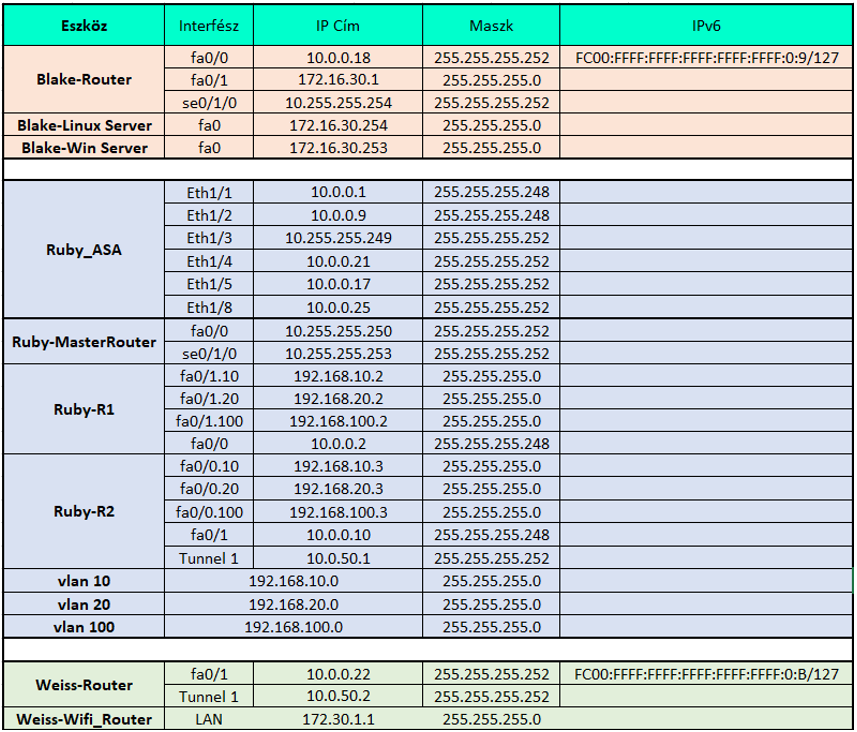 Eszköz Interfész IP Cím Maszk IPv6
Blake-Router fa0/0 10.0.0.18 255.255.255.252 FC00:FFFF:FFFF:FFFF:FFFF:FFFF:0:9/127
fa0/1 172.16.30.1 255.255.255.0
se0/1/0 10.255.255.254 255.255.255.252
Blake-Linux Server fa0 172.16.30.254 255.255.255.0
Blake-Win Server fa0 172.16.30.253 255.255.255.0
Ruby_ASA Eth1/1 10.0.0.1 255.255.255.248
Eth1/2 10.0.0.9 255.255.255.248
Eth1/3 10.255.255.249 255.255.255.252
Eth1/4 10.0.0.21 255.255.255.252
Eth1/5 10.0.0.17 255.255.255.252
Eth1/8 10.0.0.25 255.255.255.252
Ruby-MasterRouter fa0/0 10.255.255.250 255.255.255.252
se0/1/0 10.255.255.253 255.255.255.252
Ruby-R1 fa0/1.10 192.168.10.2 255.255.255.0
fa0/1.20 192.168.20.2 255.255.255.0
fa0/1.100 192.168.100.2 255.255.255.0
fa0/0 10.0.0.2 255.255.255.248
Ruby-R2 fa0/0.10 192.168.10.3 255.255.255.0
fa0/0.20 192.168.20.3 255.255.255.0
fa0/0.100 192.168.100.3 255.255.255.0
fa0/1 10.0.0.10 255.255.255.248
Tunnel 1 10.0.50.1 255.255.255.252
vlan 10 192.168.10.0 255.255.255.0
vlan 20 192.168.20.0 255.255.255.0
vlan 100 192.168.100.0 255.255.255.0
Weiss-Router fa0/1 10.0.0.22 255.255.255.252 FC00:FFFF:FFFF:FFFF:FFFF:FFFF:0:B/127
Tunnel 1 10.0.50.2 255.255.255.252
Weiss-Wifi_Router LAN 172.30.1.1 255.255.255.0